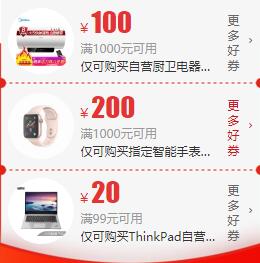 Midea
¥ 100
满1000元可用
仅可购买自营厨卫电器...
更多好券 >
¥ 200
满1000元可用
仅可购买指定智能手表...
更多好券 >
¥ 20
满99元可用
仅可购买ThinkPad自营...
更多好券 >